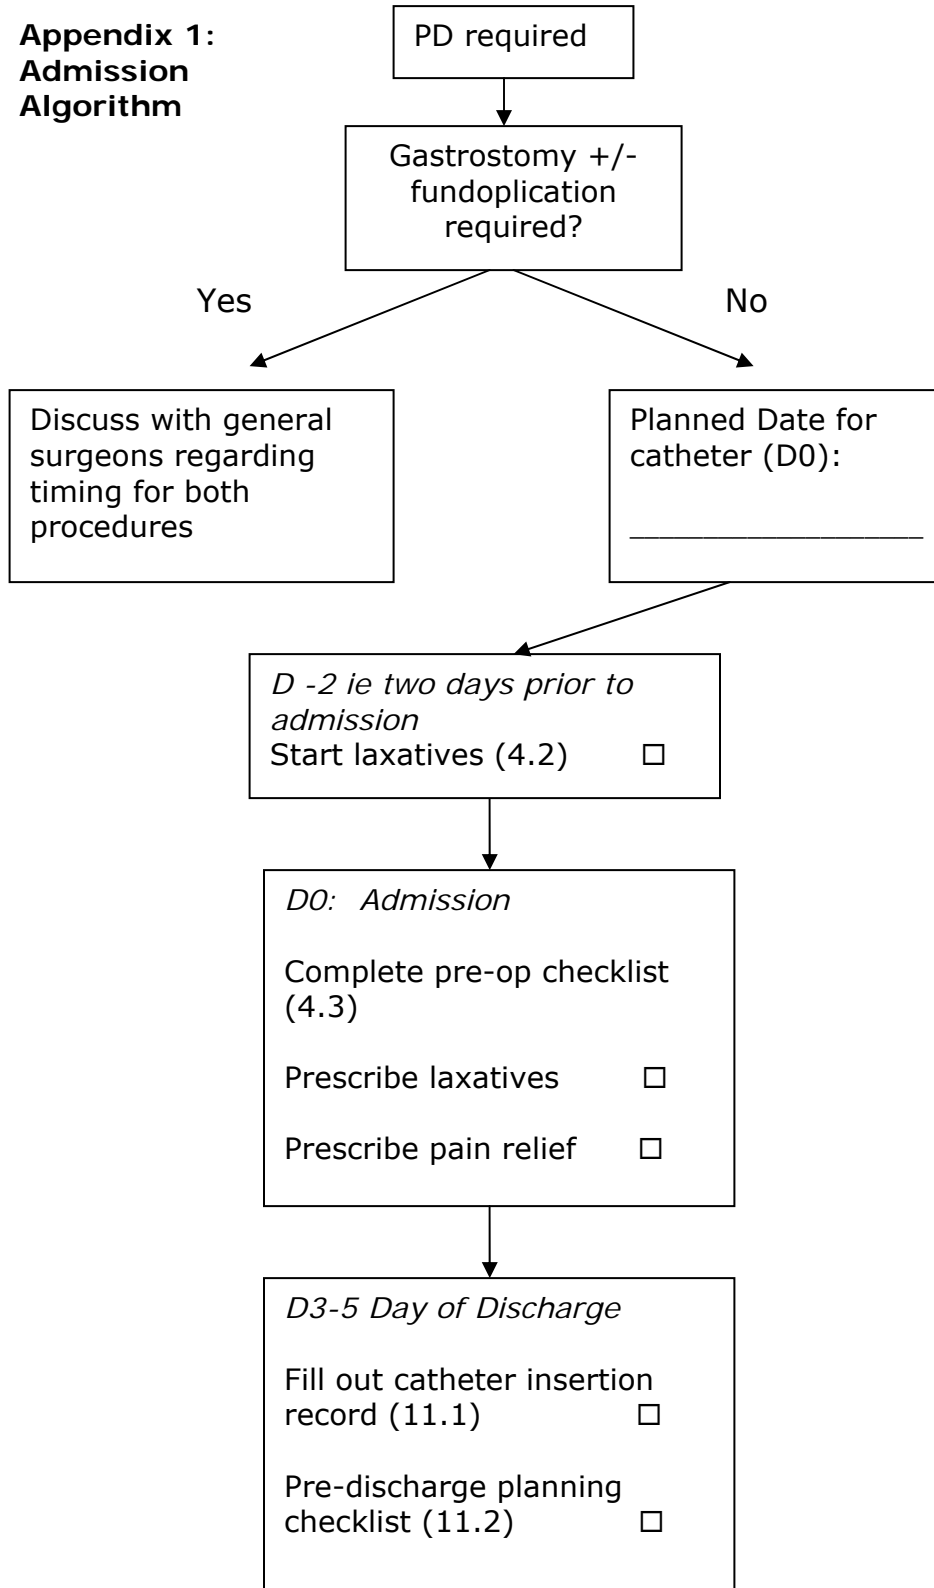 Appendix 1:
Admission
Algorithm
PD required
Gastrostomy +/-
fundoplication
required?
Yes
No
Discuss with general
surgeons regarding
timing for both
procedures
Planned Date for
catheter (D0):
____________________
D -2 ie two days prior to
admission
Start laxatives (4.2) ☐
D0: Admission
Complete pre-op checklist
(4.3)
Prescribe laxatives ☐
Prescribe pain relief ☐
D3-5 Day of Discharge
Fill out catheter insertion
record (11.1) ☐
Pre-discharge planning
checklist (11.2) ☐